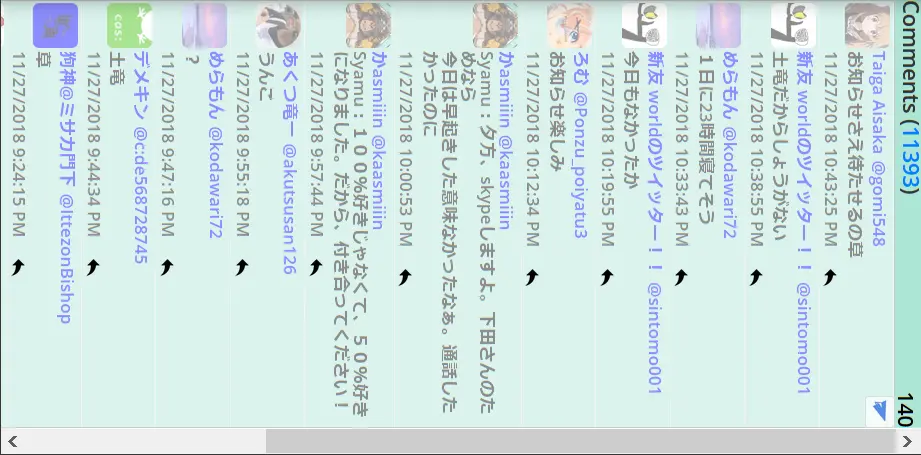 Comments (11393)
140
Taiga Aisaka @gomi548
お知らせさえ待たせるの草
11/27/2018 10:43:25 PM
新友 worldのツイッター！！ @sintomo001
土竜だからしょうがない
11/27/2018 10:38:55 PM
めらもん @kodawari72
1日に23時間寝てそう
11/27/2018 10:33:43 PM
新友 worldのツイッター！！ @sintomo001
今日もなかったか
11/27/2018 10:19:55 PM
ろむ @Ponzu_poiyatu3
お知らせ楽しみ
11/27/2018 10:12:34 PM
かasmiiin @kaasmiiin
Syamu：夕方、skypeしますよ。下田さんのた
めなら
今日は早起きした意味なかったなぁ。通話した
かったのに
11/27/2018 10:00:53 PM
かasmiiin @kaasmiiin
Syamu：１００％好きじゃなくて、５０％好き
になりました。だから、付き合ってください！
11/27/2018 9:57:44 PM
あくつ竜一 @akutsusan126
うんこ
11/27/2018 9:55:18 PM
めらもん @kodawari72
?
11/27/2018 9:47:16 PM
cos:
デメキン @c:de568728745
土竜
11/27/2018 9:44:34 PM
狗神@ミサカ門下 @IttezonBishop
草
11/27/2018 9:24:15 PM